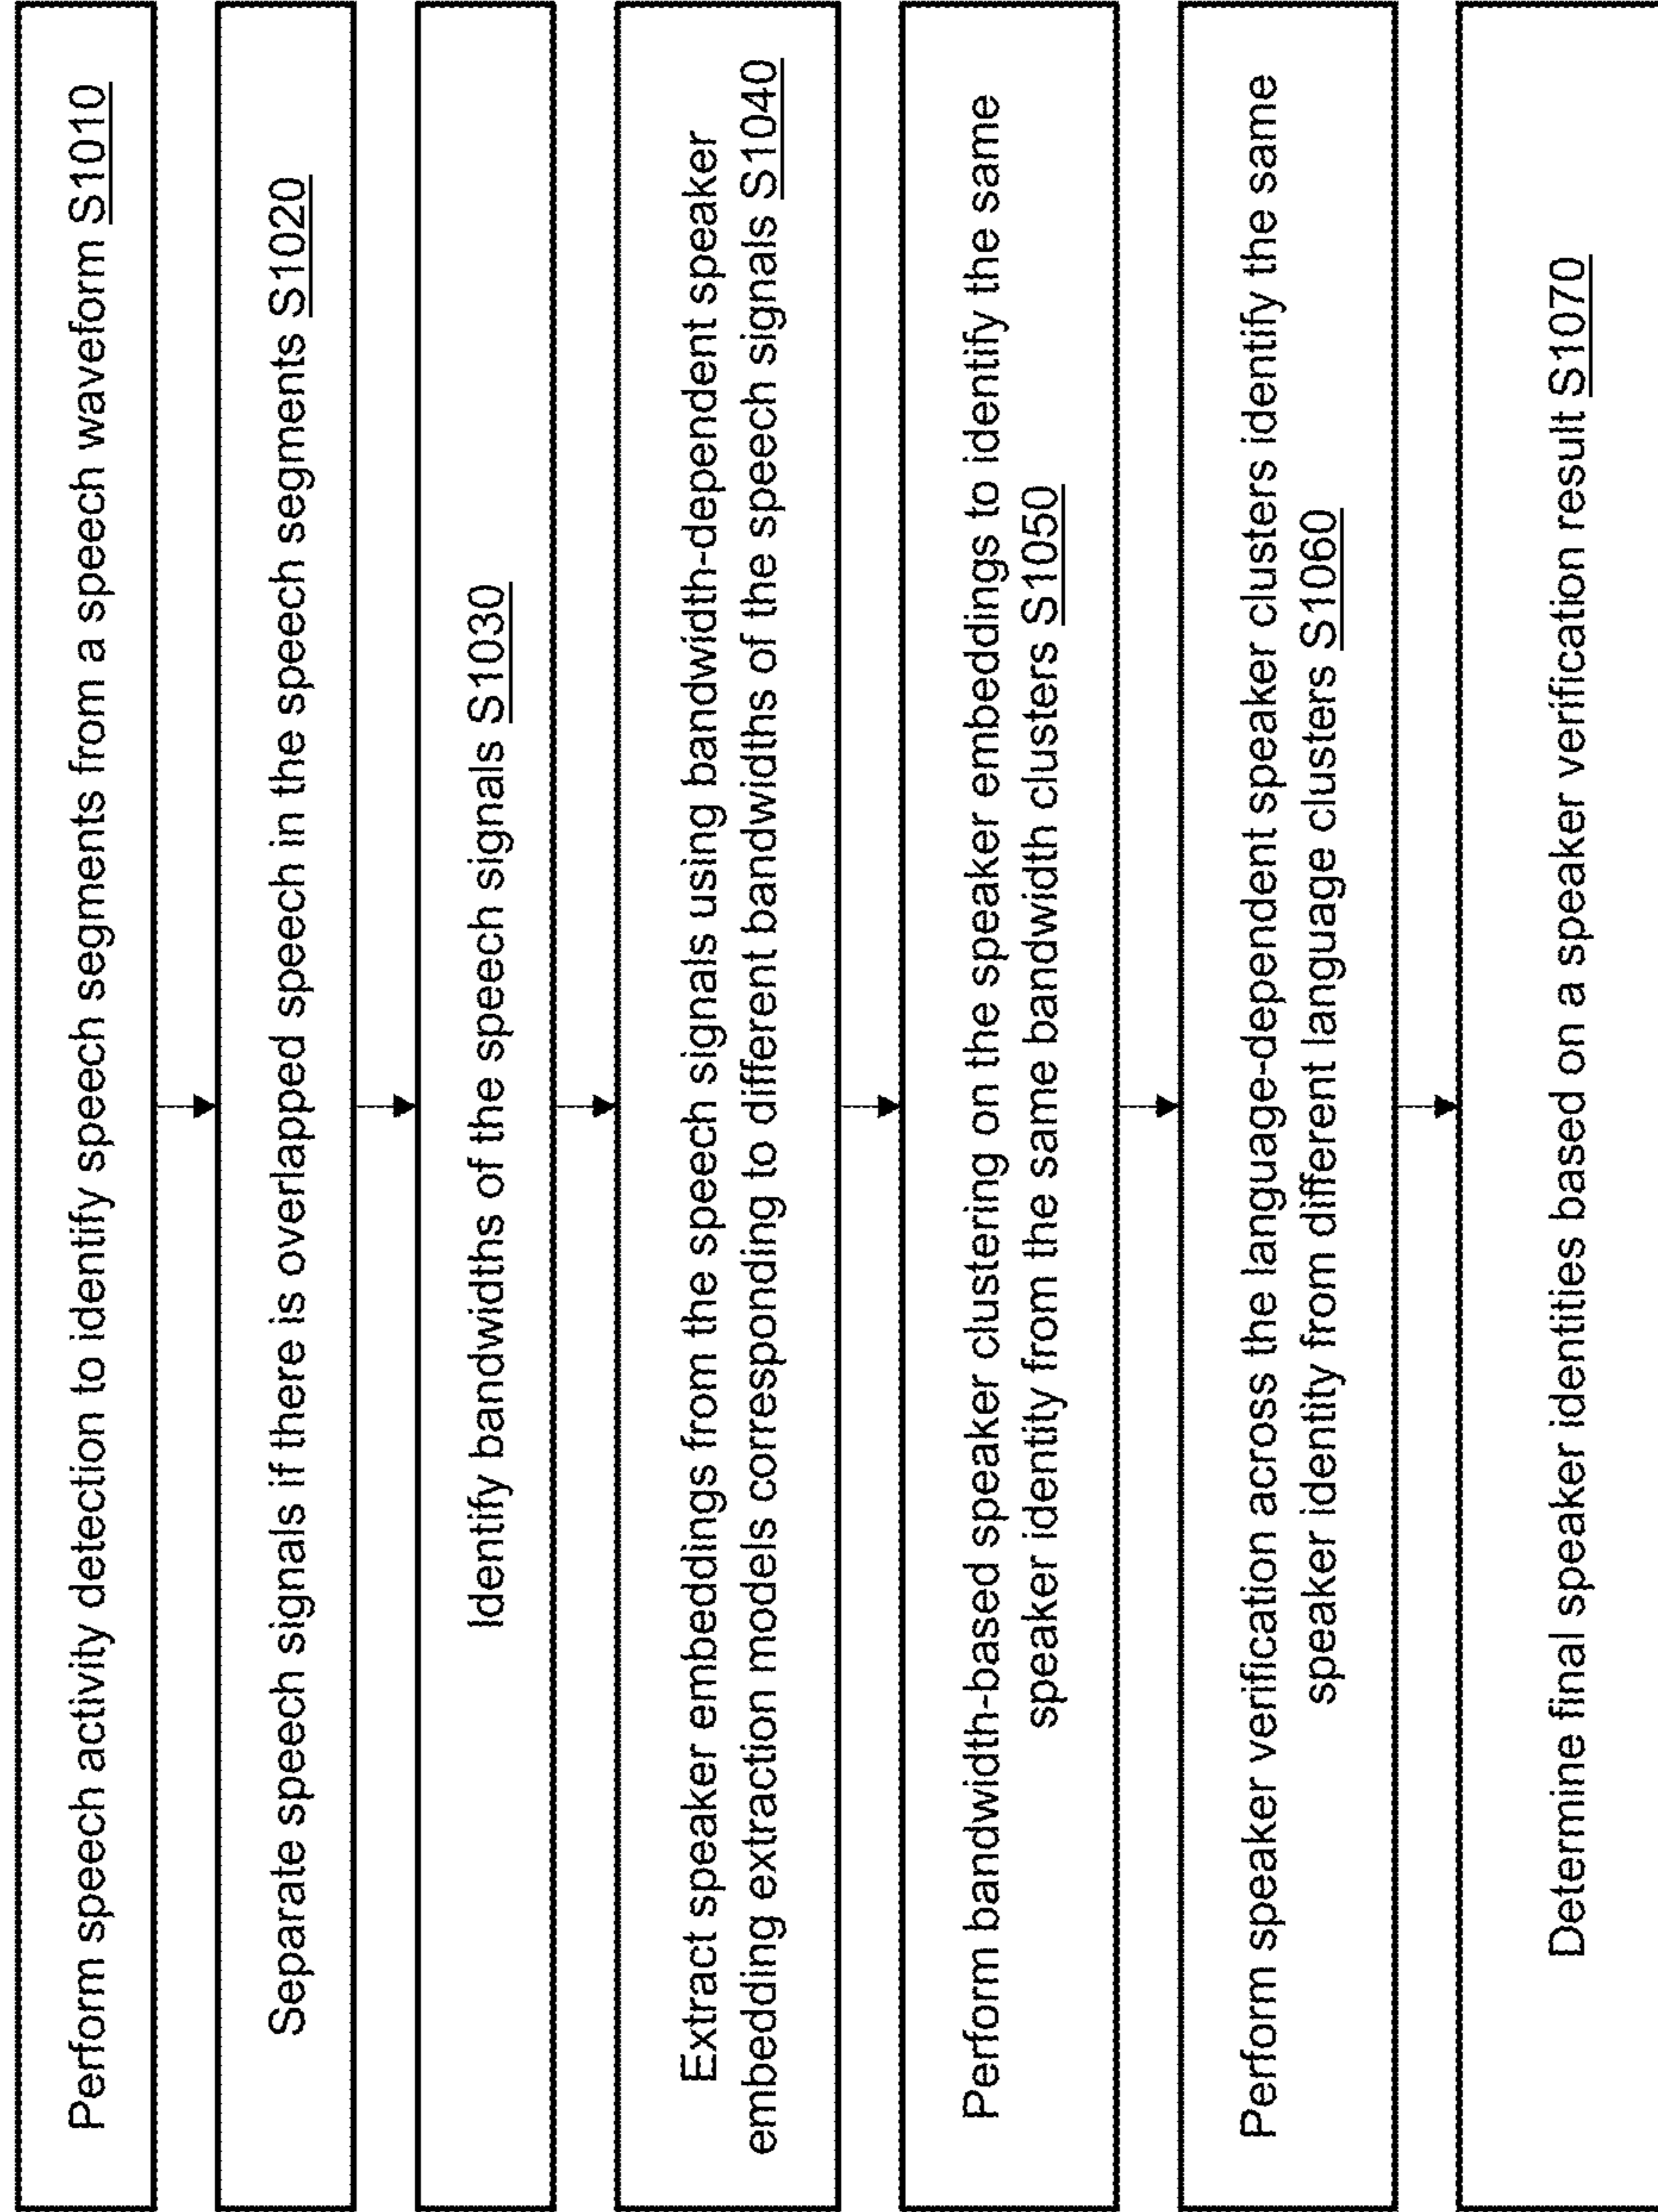 Perform speech activity detection to identify speech segments from a speech waveform S1010
Separate speech signals if there is overlapped speech in the speech segments S1020
Identify bandwidths of the speech signals S1030
Extract speaker embeddings from the speech signals using bandwidth-dependent speaker
embedding extraction models corresponding to different bandwidths of the speech signals S1040
Perform bandwidth-based speaker clustering on the speaker embeddings to identify the same
speaker identity from the same bandwidth clusters S1050
Perform speaker verification across the language-dependent speaker clusters identify the same
speaker identity from different language clusters S1060
Determine final speaker identities based on a speaker verification result S1070